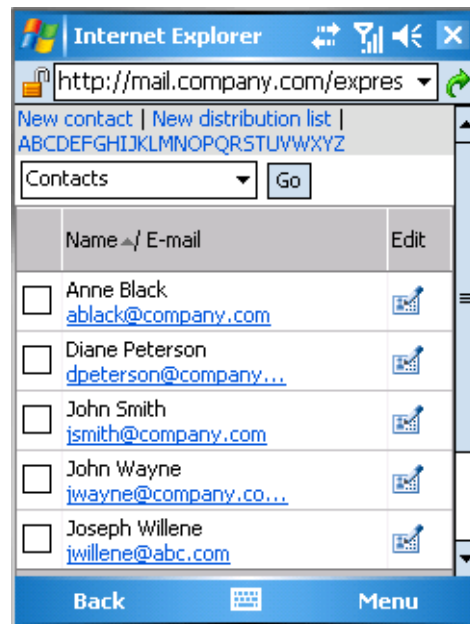 Internet Explorer
http://mail.company.com/expres
New contact | New distribution list |
ABCDEFGHIJKLMNOPQRSTUVWXYZ
Contacts Go
Name / E-mail Edit
Anne Black
ablack@company.com
Diane Peterson
dpeterson@company...
John Smith
jsmith@company.com
John Wayne
jwayne@company.co...
Joseph Willene
jwillene@abc.com
Back Menu